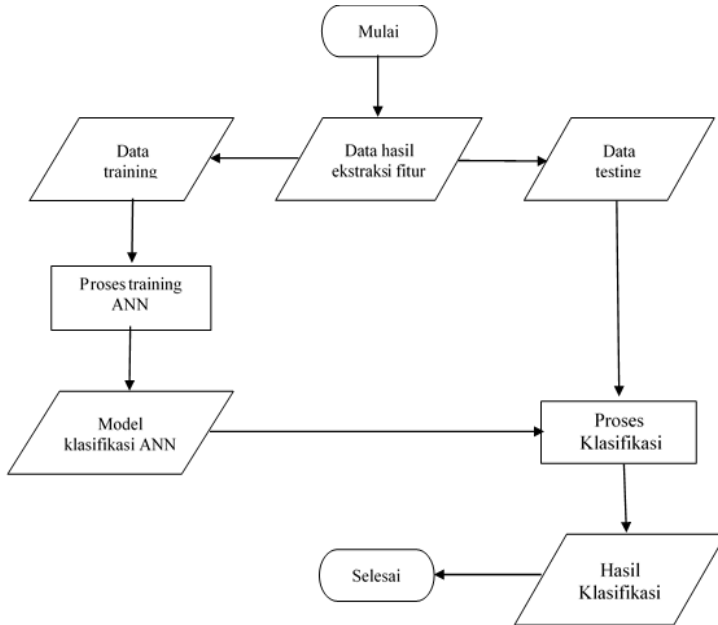 Mulai
Data
training
Data hasil
ekstraksi fitur
Data
testing
Proses training
ANN
Model
klasifikasi ANN
Proses
Klasifikasi
Selesai
Hasil
Klasifikasi